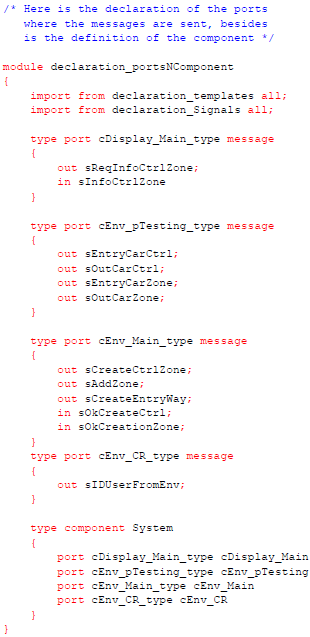 /* Here is the declaration of the ports
where the messages are sent, besides
is the definition of the component */
module declaration_portsNComponent
{
import from declaration_templates all;
import from declaration_Signals all;
type port cDisplay_Main_type message
{
out sReqInfoCtrlZone;
in sInfoCtrlZone
}
type port cEnv_pTesting_type message
{
out sEntryCarCtrl;
out sOutCarCtrl;
out sEntryCarZone;
out sOutCarZone;
}
type port cEnv_Main_type message
{
out sCreateCtrlZone;
out sAddZone;
out sCreateEntryWay;
in sOkCreateCtrl;
in sOkCreationZone;
}
type port cEnv_CR_type message
{
out sIDUserFromEnv;
}
type component System
{
port cDisplay_Main_type cDisplay_Main
port cEnv_pTesting_type cEnv_pTesting
port cEnv_Main_type cEnv_Main
port cEnv_CR_type cEnv_CR
}
}